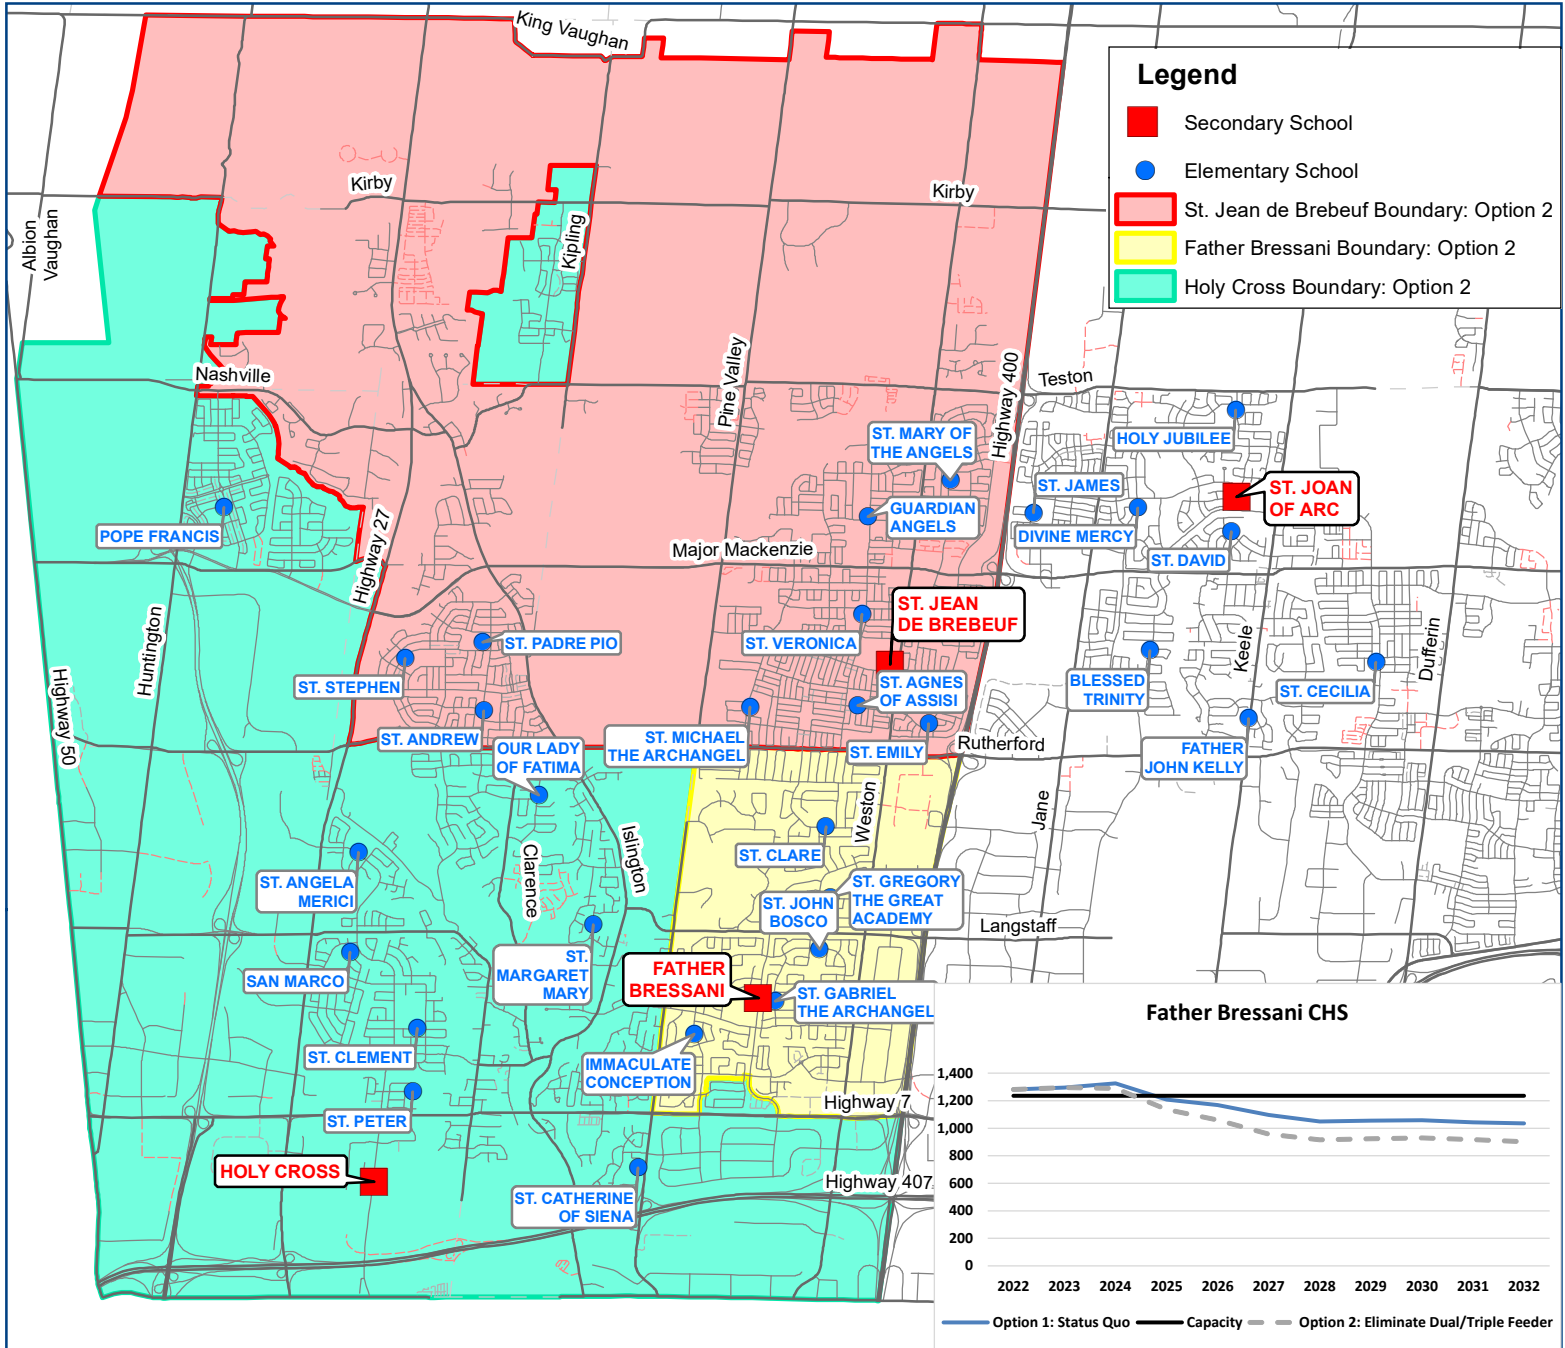 King Vaughan
Legend
Secondary School
Elementary School
St. Jean de Brebeuf Boundary: Option 2
Father Bressani Boundary: Option 2
Holy Cross Boundary: Option 2
Kirby
Kirby
Albion
Vaughan
Kipling
Nashville
Pine Valley
Highway 400
Teston
HOLY JUBILEE
ST. MARY OF
THE ANGELS
ST. JAMES
ST. JOAN
OF ARC
GUARDIAN
ANGELS
POPE FRANCIS
DIVINE MERCY
ST. DAVID
Highway 27
Major Mackenzie
ST. JEAN
DE BREBEUF
Huntington
ST. PADRE PIO
ST. VERONICA
Keele
Dufferin
ST. STEPHEN
ST. AGNES
OF ASSISI
BLESSED
TRINITY
ST. CECILIA
Highway 50
ST. ANDREW
OUR LADY
OF FATIMA
ST. MICHAEL
THE ARCHANGEL
ST. EMILY
Rutherford
FATHER
JOHN KELLY
Jane
Weston
Islington
Clarence
ST. CLARE
ST. ANGELA
MERICI
ST. GREGORY
THE GREAT
ACADEMY
ST. JOHN
BOSCO
Langstaff
SAN MARCO
ST.
MARGARET
MARY
FATHER
BRESSANI
ST. GABRIEL
THE ARCHANGEL
ST. CLEMENT
IMMACULATE
CONCEPTION
Highway 7
ST. PETER
HOLY CROSS
ST. CATHERINE
OF SIENA
Highway 407
Father Bressani CHS
1,400
1,200
1,000
800
600
400
200
0
2022 2023 2024 2025 2026 2027 2028 2029 2030 2031 2032
Option 1: Status Quo Capacity Option 2: Eliminate Dual/Triple Feeder